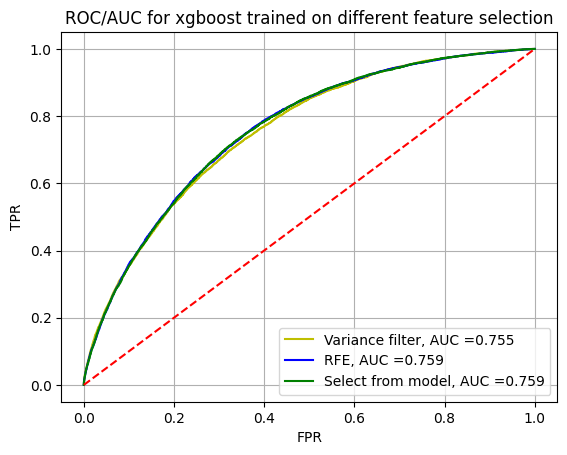 ROC/AUC for xgboost trained on different feature selection
TPR
1.0
0.8
0.6
0.4
0.2
0.0
Variance filter, AUC =0.755
RFE, AUC =0.759
Select from model, AUC =0.759
0.0 0.2 0.4 0.6 0.8 1.0
FPR